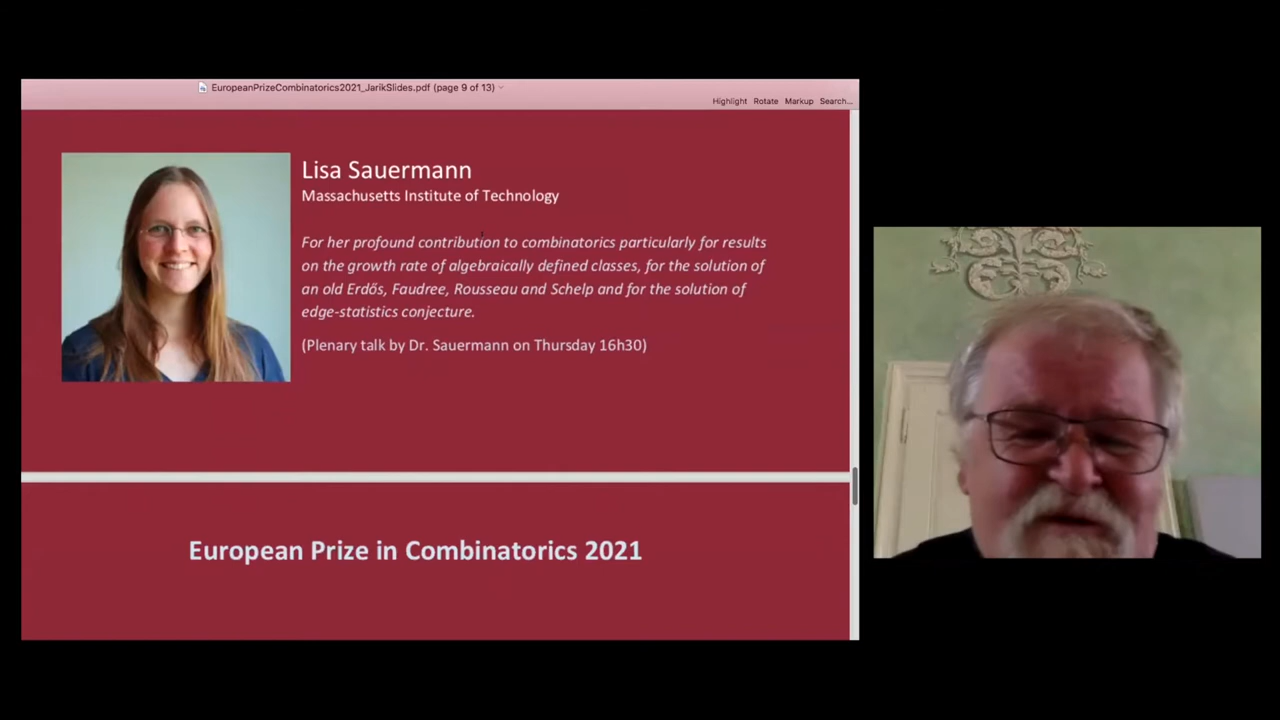 EuropeanPrizeCombinatorics2021_JarikSlides.pdf (page 9 of 13)
Highlight Rotate Markup Search...
Lisa Sauermann
Massachusetts Institute of Technology
For her profound contribution to combinatorics particularly for results
on the growth rate of algebraically defined classes, for the solution of
an old Erdős, Faudree, Rousseau and Schelp and for the solution of
edge-statistics conjecture.
(Plenary talk by Dr. Sauermann on Thursday 16h30)
European Prize in Combinatorics 2021